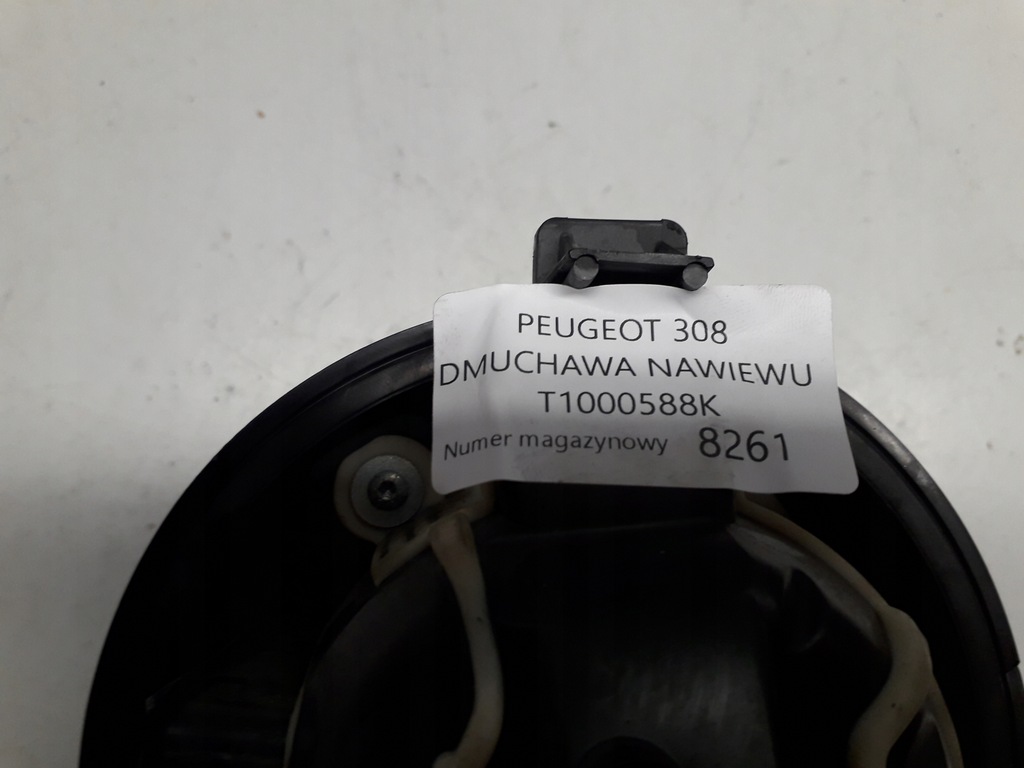 PEUGEOT 308
DMUCHAWA NAWIEWU
T1000588K
Numer magazynowy 8261